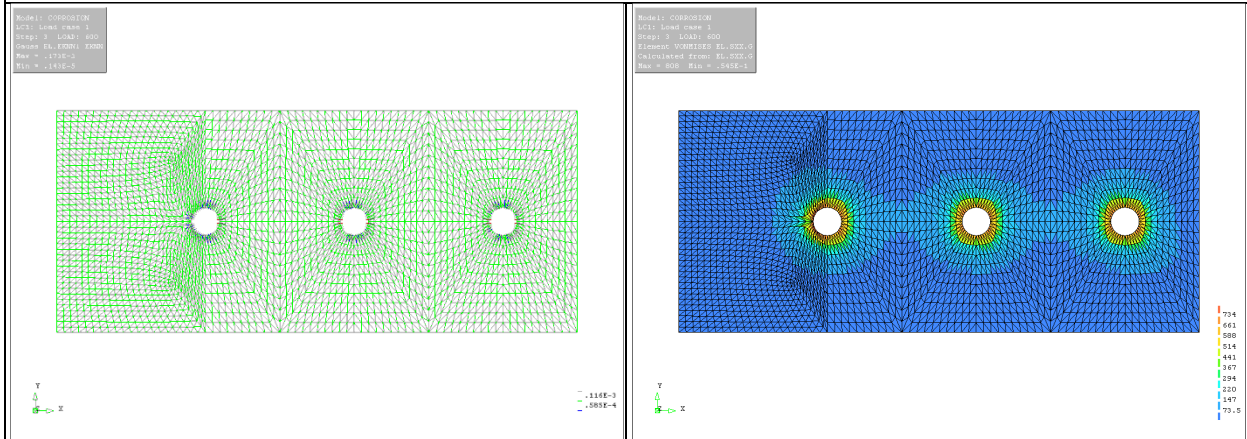 Model: CORROSION
LC1: Load case 1
Step: 3 LOAD: 600
Gauss EL.EKNN: EKNN
Max = .173E-3
Min = .143E-5
Y
Z X
.116E-3
.585E-4
Model: CORROSION
LC1: Load case 1
Step: 3 LOAD: 600
Element VONMISES EL.SXX.G
Calculated from: EL.SXX.G
Max = 808 Min = .545E-1
734
661
588
514
441
367
294
220
147
73.5
Y
Z X